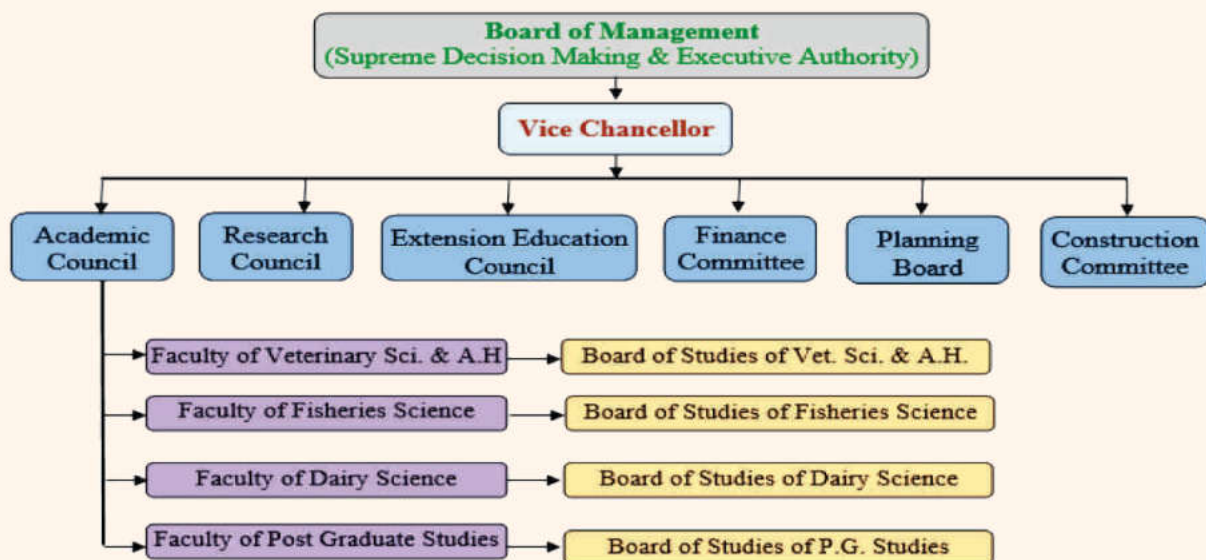 Board of Management
(Supreme Decision Making & Executive Authority)
Vice Chancellor
Academic
Council
Research
Council
Extension Education
Council
Finance
Committee
Planning
Board
Construction
Committee
Faculty of Veterinary Sci. & A.H
Board of Studies of Vet. Sci. & A.H.
Faculty of Fisheries Science
Board of Studies of Fisheries Science
Faculty of Dairy Science
Board of Studies of Dairy Science
Faculty of Post Graduate Studies
Board of Studies of P.G. Studies